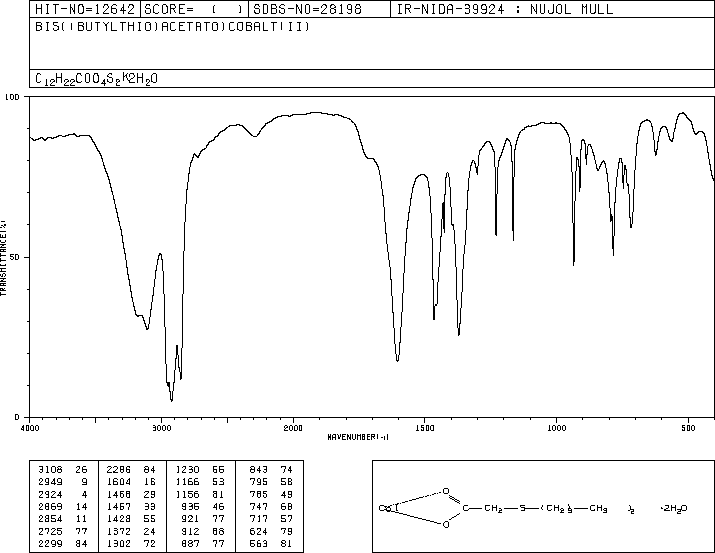 HIT-NO=12642 SCORE= ( ) SDBS-NO=28198 IR-NIDA-39924 : NUJOL MULL
BIS((BUTYLTHIO)ACETATO)COBALT(II)
C12H22COO4S2K2H2O
100
50
0
TRANSMITTANCE(%)
4000 3000 2000 1500 1000 500
WAVENUMBER(-1)
3108 26 2286 84 1230 66 843 74
2949 9 1604 16 1166 53 795 58
2924 4 1468 29 1156 81 785 49
2869 14 1457 33 935 46 747 68
2854 11 1428 55 921 77 717 57
2725 77 1372 24 912 88 624 79
2299 84 1302 72 887 77 563 81
O
CO C—CH2—S—(CH2)3—CH3 )2 ·2H2O
O